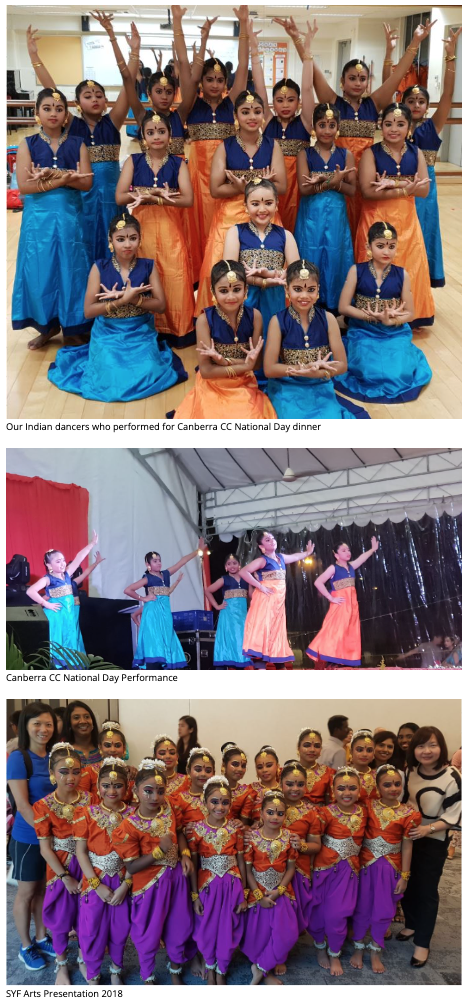 Our Indian dancers who performed for Canberra CC National Day dinner
Canberra CC National Day Performance
SYF Arts Presentation 2018